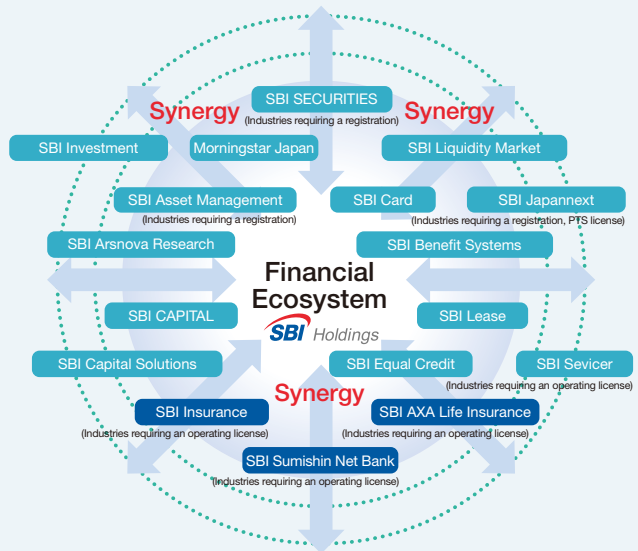 SBI SECURITIES
Synergy
Synergy
(Industries requiring a registration)
SBI Investment
Morningstar Japan
SBI Liquidity Market
SBI Asset Management
SBI Card
SBI Japannext
(Industries requiring a registration)
(Industries requiring a registration, PTS license)
SBI Arsnova Research
SBI Benefit Systems
Financial
Ecosystem
SBI Holdings
SBI CAPITAL
SBI Lease
SBI Capital Solutions
SBI Equal Credit
SBI Sevicer
(Industries requiring an operating license)
Synergy
SBI Insurance
SBI AXA Life Insurance
(Industries requiring an operating license)
(Industries requiring an operating license)
SBI Sumishin Net Bank
(Industries requiring an operating license)